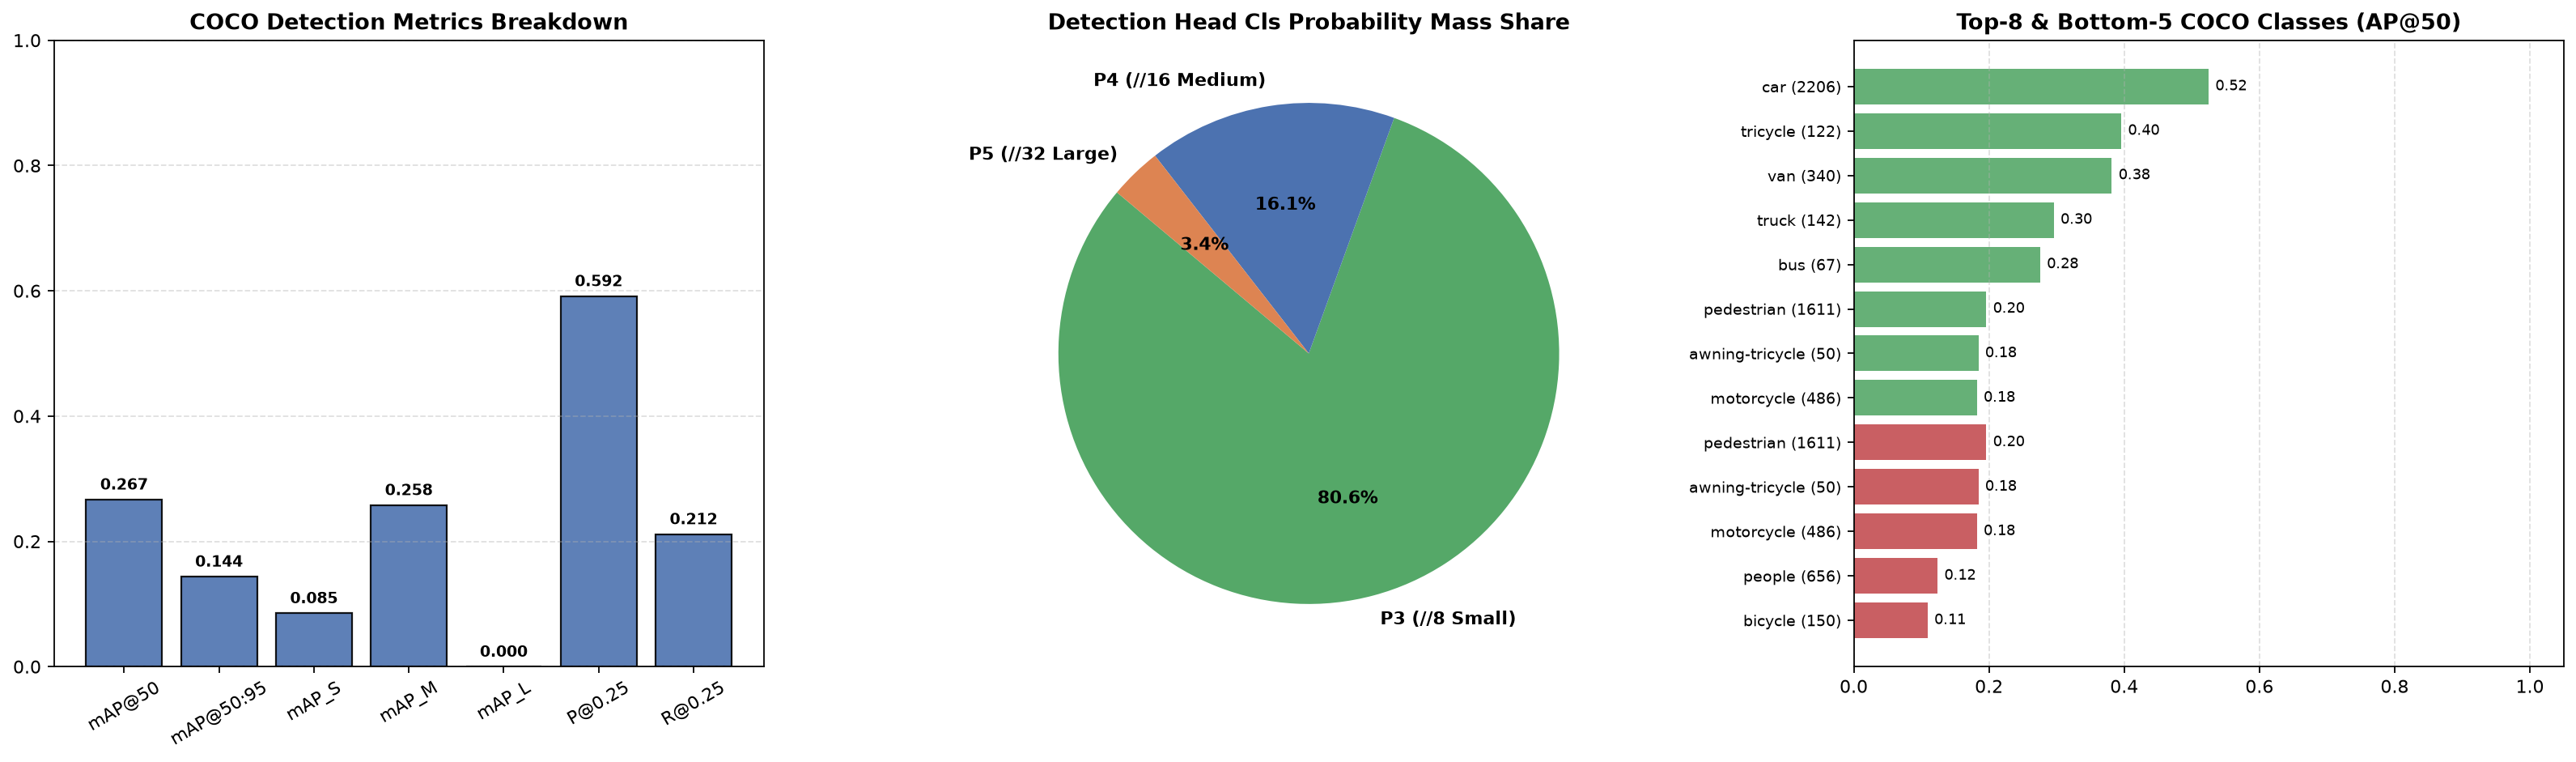 COCO Detection Metrics Breakdown
1.0
0.8
0.6
0.4
0.2
0.0
0.267
0.144
0.085
0.258
0.000
0.592
0.212
mAP@50
mAP@50:95
mAP_S
mAP_M
mAP_L
P@0.25
R@0.25
Detection Head Cls Probability Mass Share
P4 (//16 Medium)
P5 (//32 Large)
16.1%
3.4%
80.6%
P3 (//8 Small)
Top-8 & Bottom-5 COCO Classes (AP@50)
car (2206) 0.52
tricycle (122) 0.40
van (340) 0.38
truck (142) 0.30
bus (67) 0.28
pedestrian (1611) 0.20
awning-tricycle (50) 0.18
motorcycle (486) 0.18
pedestrian (1611) 0.20
awning-tricycle (50) 0.18
motorcycle (486) 0.18
people (656) 0.12
bicycle (150) 0.11
0.0 0.2 0.4 0.6 0.8 1.0